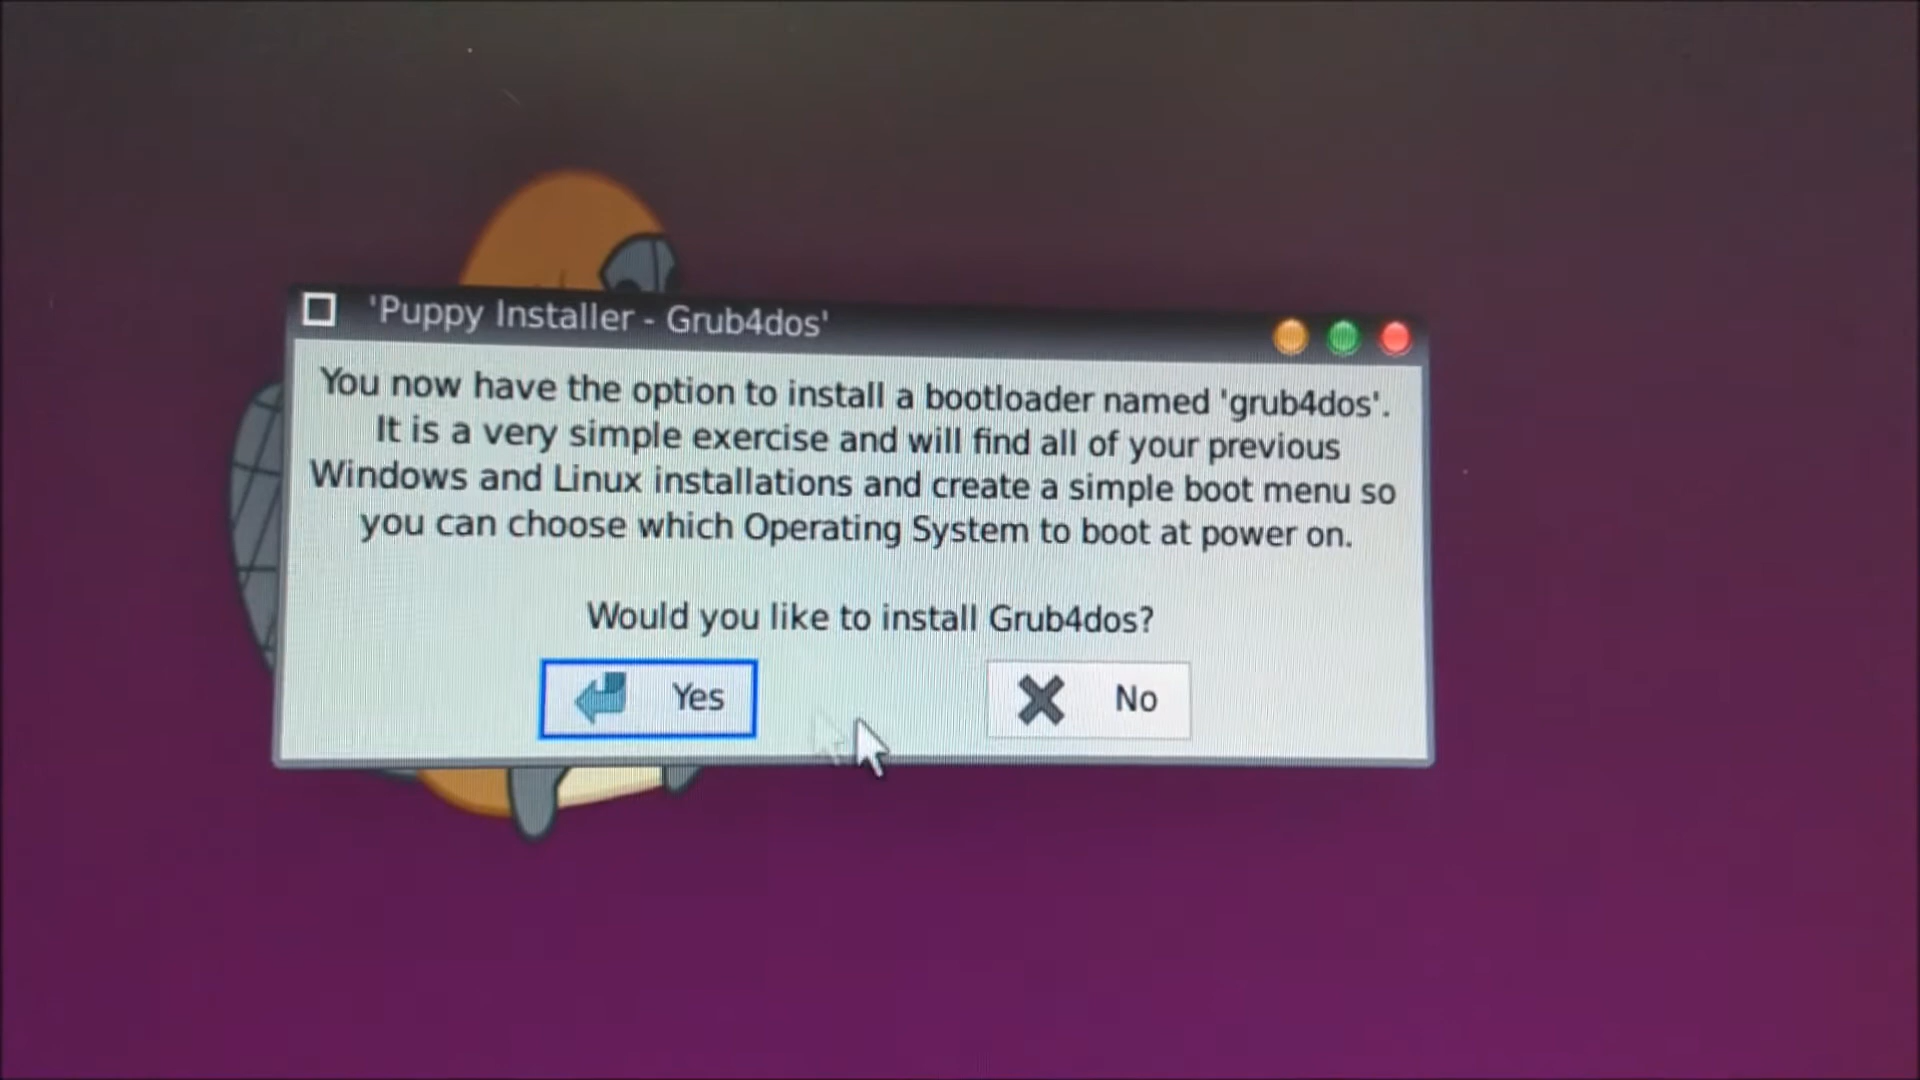 'Puppy Installer - Grub4dos'
You now have the option to install a bootloader named 'grub4dos'.
It is a very simple exercise and will find all of your previous
Windows and Linux installations and create a simple boot menu so
you can choose which Operating System to boot at power on.
Would you like to install Grub4dos?
Yes
No